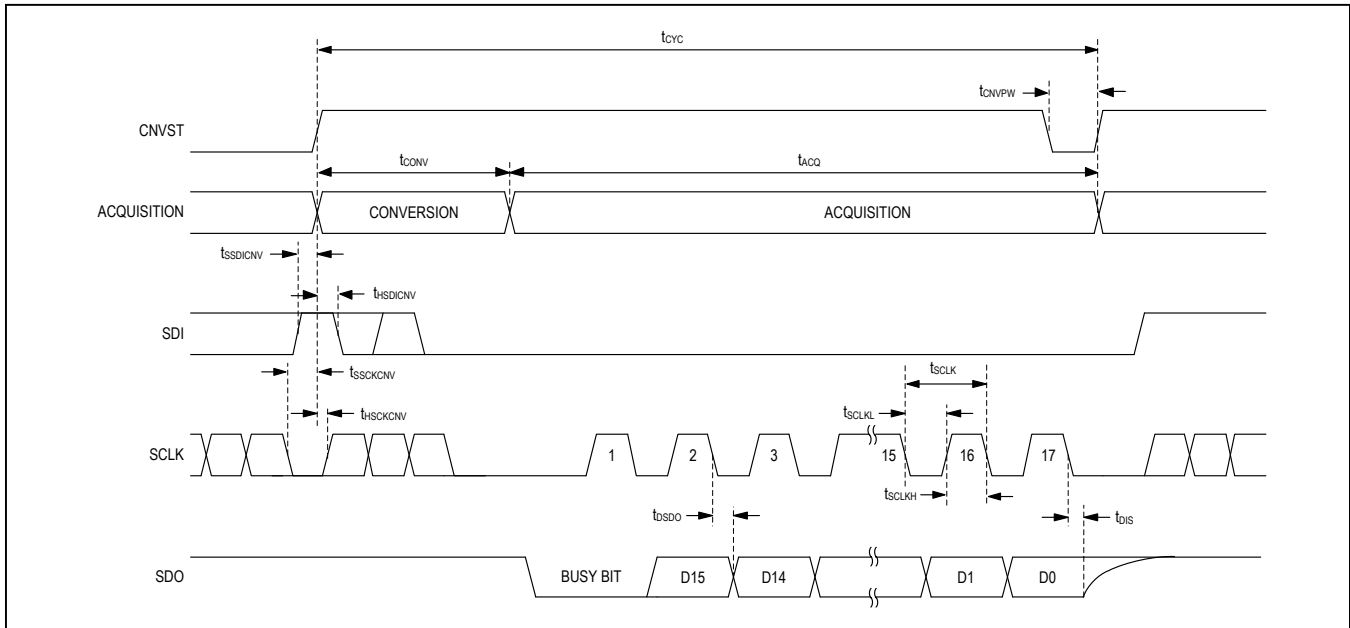 tCYC
tCNVPW
CNVST
tCONV
tACQ
ACQUISITION
CONVERSION
ACQUISITION
tSSDICNV
tHSDICNV
SDI
tSSCKCNV
tSCLK
tHSCKCNV
tSCLKL
SCLK
1
2
3
15
16
17
tSCLKH
tDSDO
tDIS
SDO
BUSY BIT
D15
D14
D1
D0